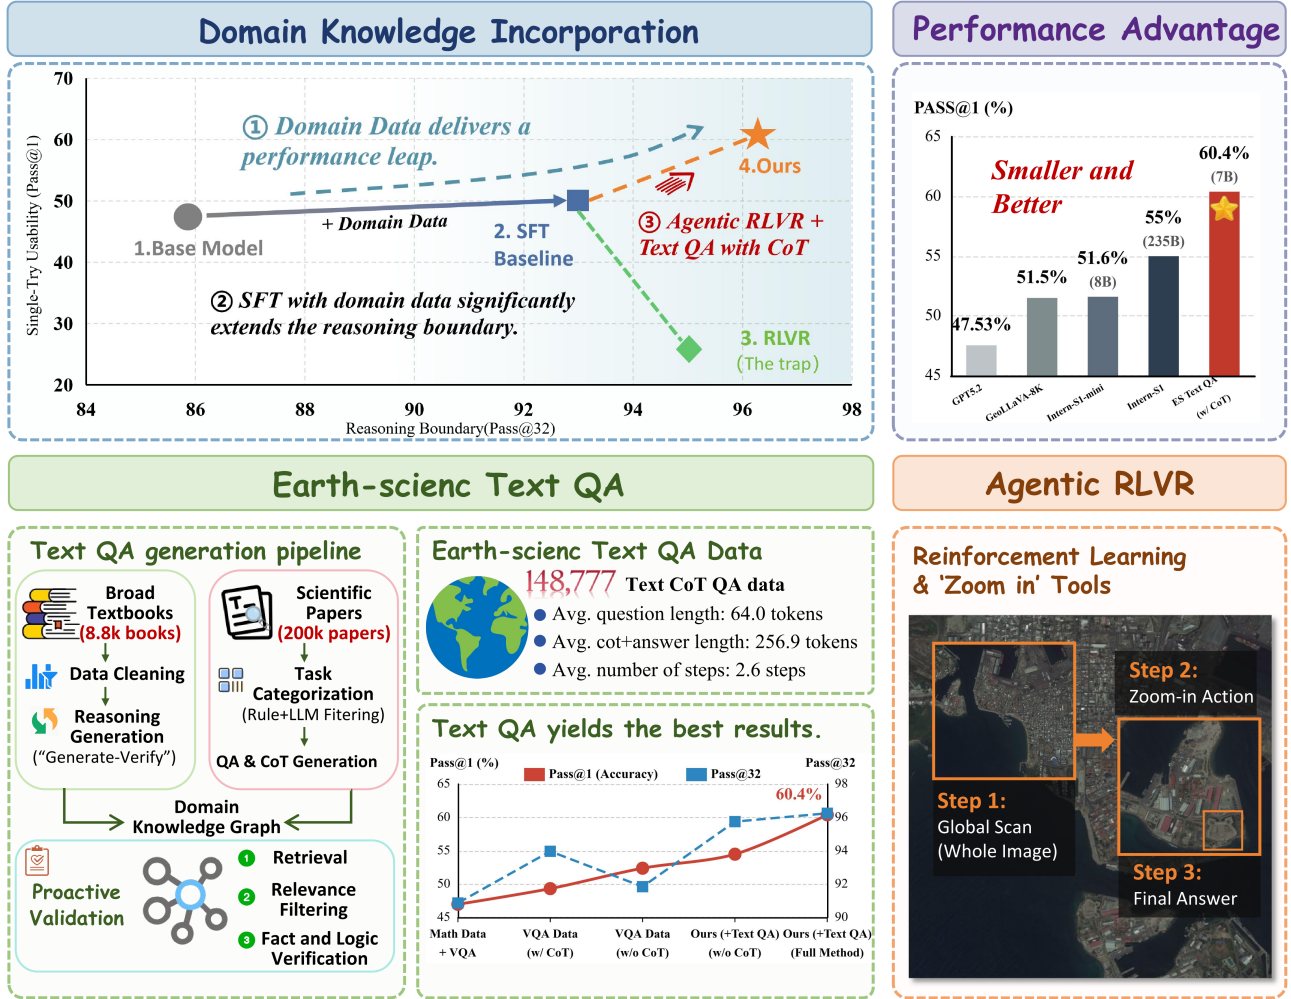 Domain Knowledge Incorporation
70
60
50
40
30
20
84
86
88
90
92
94
96
98
Single-Try Usability (Pass@1)
Reasoning Boundary(Pass@32)
① Domain Data delivers a
performance leap.
4.Ours
+ Domain Data
1.Base Model
2. SFT
Baseline
③ Agentic RLVR +
Text QA with CoT
② SFT with domain data significantly
extends the reasoning boundary.
3. RLVR
(The trap)
Performance Advantage
PASS@1 (%)
65
60
55
50
45
Smaller and
Better
47.53%
51.5%
51.6%
(8B)
55%
(235B)
60.4%
(7B)
GPT5.2
GeoLLaVA-8K
Intern-S1-mini
Intern-S1
ES Text QA
(w/ CoT)
Earth-scienc Text QA
Text QA generation pipeline
Broad
Textbooks
(8.8k books)
Data Cleaning
Reasoning
Generation
(“Generate-Verify”)
Scientific
Papers
(200k papers)
Task
Categorization
(Rule+LLM Fitering)
QA & CoT Generation
Domain
Knowledge Graph
Proactive
Validation
1 Retrieval
2 Relevance
Filtering
3 Fact and Logic
Verification
Earth-scienc Text QA Data
148,777 Text CoT QA data
Avg. question length: 64.0 tokens
Avg. cot+answer length: 256.9 tokens
Avg. number of steps: 2.6 steps
Text QA yields the best results.
Pass@1 (%)
Pass@1 (Accuracy)
Pass@32
Pass@32
60.4%
65
60
55
50
45
98
96
94
92
90
Math Data
+ VQA
VQA Data
(w/ CoT)
VQA Data
(w/o CoT)
Ours (+Text QA)
(w/o CoT)
Ours (+Text QA)
(Full Method)
Agentic RLVR
Reinforcement Learning
& ‘Zoom in’ Tools
Step 1:
Global Scan
(Whole Image)
Step 2:
Zoom-in Action
Step 3:
Final Answer